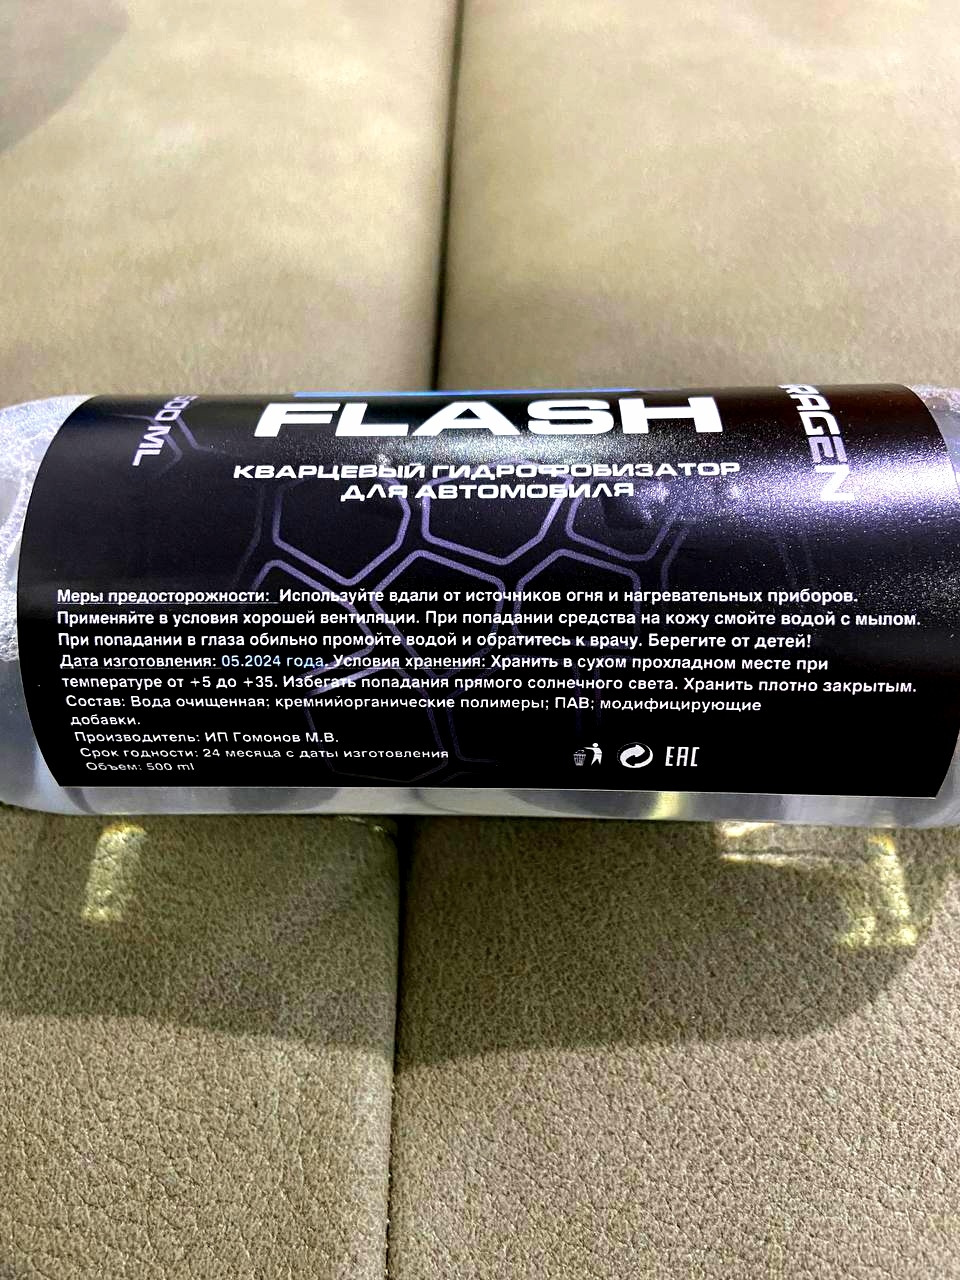 500 ML
FLASH
RAGEN
КВАРЦЕВЫЙ ГИДРОФОБИЗАТОР
ДЛЯ АВТОМОБИЛЯ
Меры предосторожности: Используйте вдали от источников огня и нагревательных приборов.
Применяйте в условия хорошей вентиляции. При попадании средства на кожу смойте водой с мылом.
При попадании в глаза обильно промойте водой и обратитесь к врачу. Берегите от детей!
Дата изготовления: 05.2024 года. Условия хранения: Хранить в сухом прохладном месте при
температуре от +5 до +35. Избегать попадания прямого солнечного света. Хранить плотно закрытым.
Состав: Вода очищенная; кремнийорганические полимеры; ПАВ; модифицирующие
добавки.
Производитель: ИП Гомонов М.В.
Срок годности: 24 месяца с даты изготовления
Объем: 500 ml
EAC